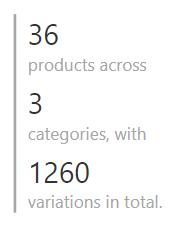 36
products across
3
categories, with
1260
variations in total.